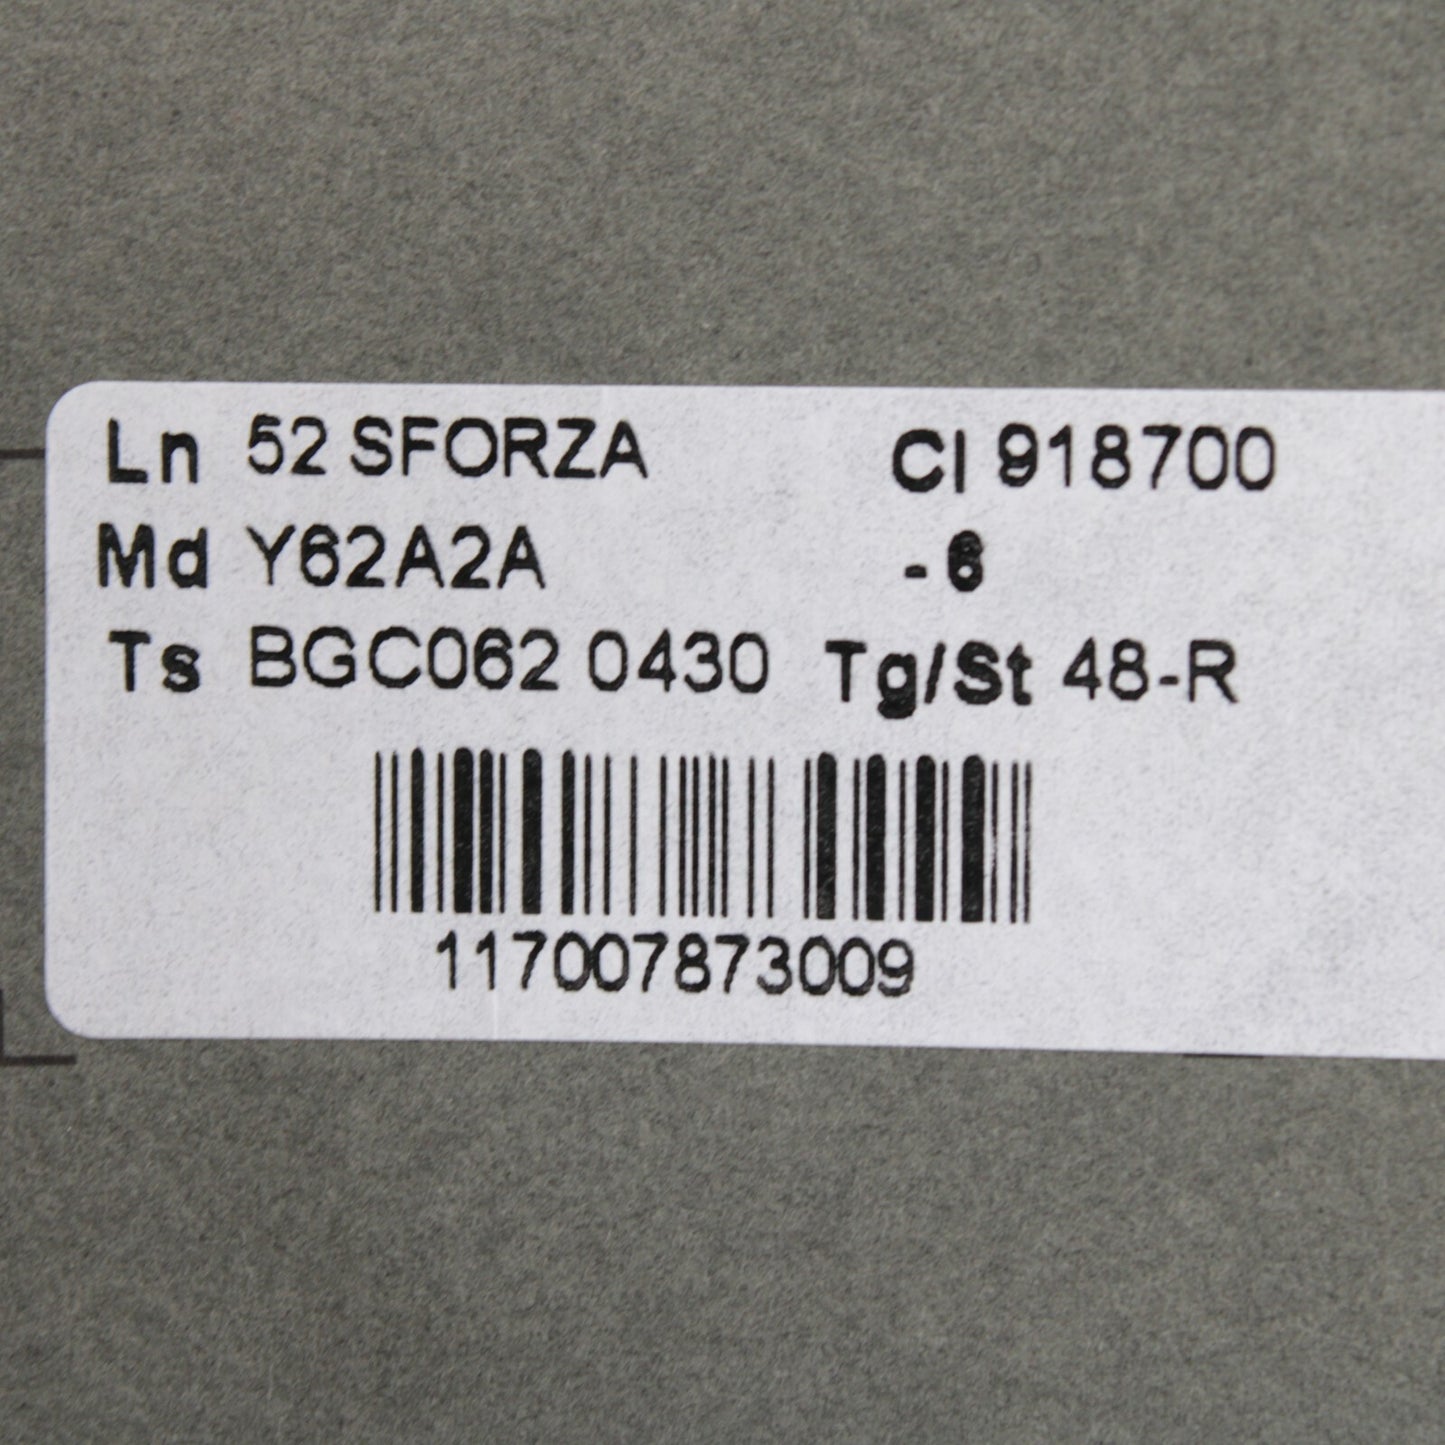 Ln 52 SFORZA Cl 918700
Md Y62A2A - 6
Ts BGC062 0430 Tg/St 48-R
117007873009